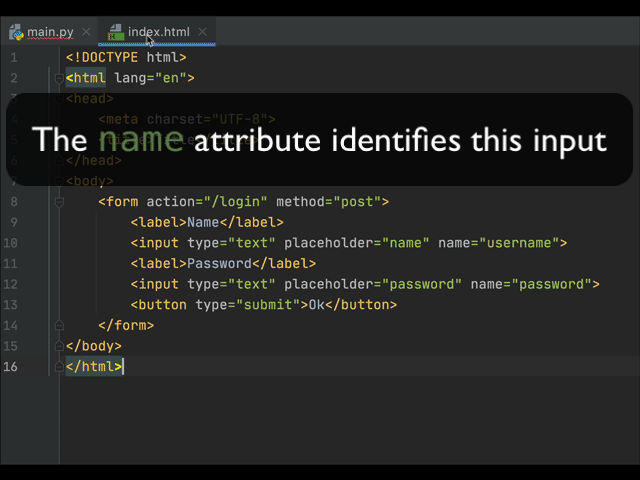 main.py
index.html
1 <!DOCTYPE html>
2 <html lang="en">
3 <head>
4 <meta charset="UTF-8">
The name attribute identifies this input
6 </head>
7 <body>
8 <form action="/login" method="post">
9 <label>Name</label>
10 <input type="text" placeholder="name" name="username">
11 <label>Password</label>
12 <input type="text" placeholder="password" name="password">
13 <button type="submit">Ok</button>
14 </form>
15 </body>
16 </html>